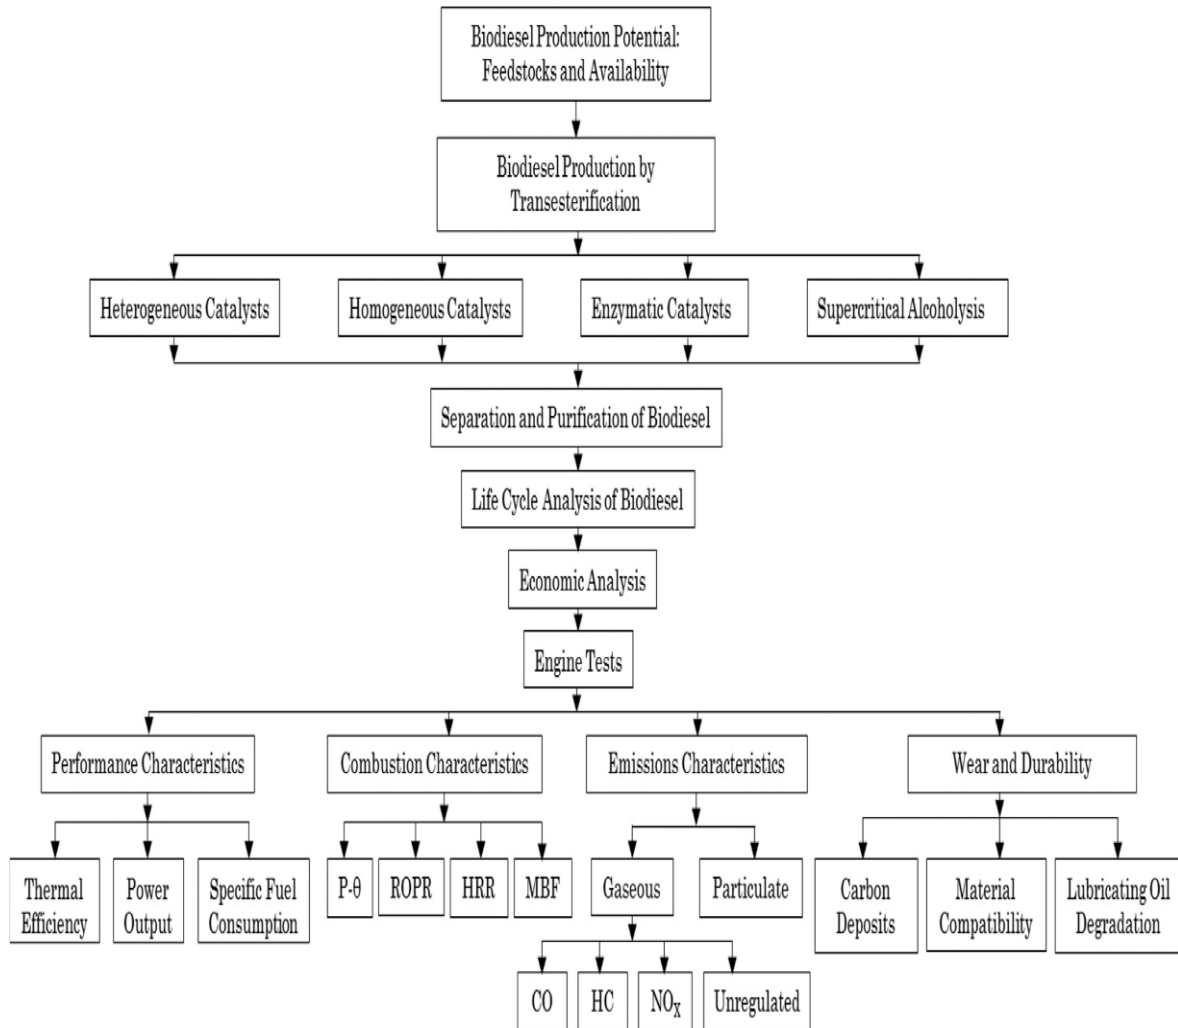 Biodiesel Production Potential:
Feedstocks and Availability
Biodiesel Production by
Transesterification
Heterogeneous Catalysts
Homogeneous Catalysts
Enzymatic Catalysts
Supercritical Alcoholysis
Separation and Purification of Biodiesel
Life Cycle Analysis of Biodiesel
Economic Analysis
Engine Tests
Performance Characteristics
Combustion Characteristics
Emissions Characteristics
Wear and Durability
Thermal
Efficiency
Power
Output
Specific Fuel
Consumption
P-θ
ROPR
HRR
MBF
Gaseous
Particulate
Carbon
Deposits
Material
Compatibility
Lubricating Oil
Degradation
CO
HC
NOX
Unregulated